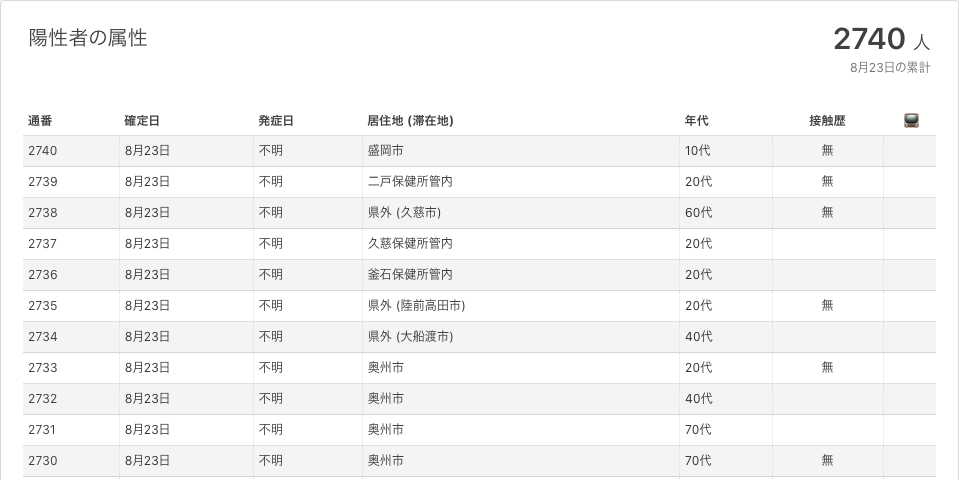 陽性者の属性
2740 人
8月23日の累計
通番 確定日 発症日 居住地 (滞在地) 年代 接触歴
2740 8月23日 不明 盛岡市 10代 無
2739 8月23日 不明 二戸保健所管内 20代 無
2738 8月23日 不明 県外 (久慈市) 60代 無
2737 8月23日 不明 久慈保健所管内 20代
2736 8月23日 不明 釜石保健所管内 20代
2735 8月23日 不明 県外 (陸前高田市) 20代 無
2734 8月23日 不明 県外 (大船渡市) 40代
2733 8月23日 不明 奥州市 20代 無
2732 8月23日 不明 奥州市 40代
2731 8月23日 不明 奥州市 70代
2730 8月23日 不明 奥州市 70代 無